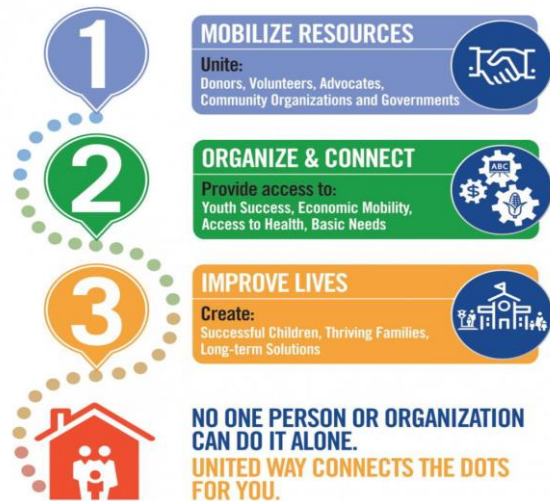 1
MOBILIZE RESOURCES
Unite:
Donors, Volunteers, Advocates,
Community Organizations and Governments
2
ORGANIZE & CONNECT
Provide access to:
Youth Success, Economic Mobility,
Access to Health, Basic Needs
ABC
$
3
IMPROVE LIVES
Create:
Successful Children, Thriving Families,
Long-term Solutions
NO ONE PERSON OR ORGANIZATION
CAN DO IT ALONE.
UNITED WAY CONNECTS THE DOTS
FOR YOU.